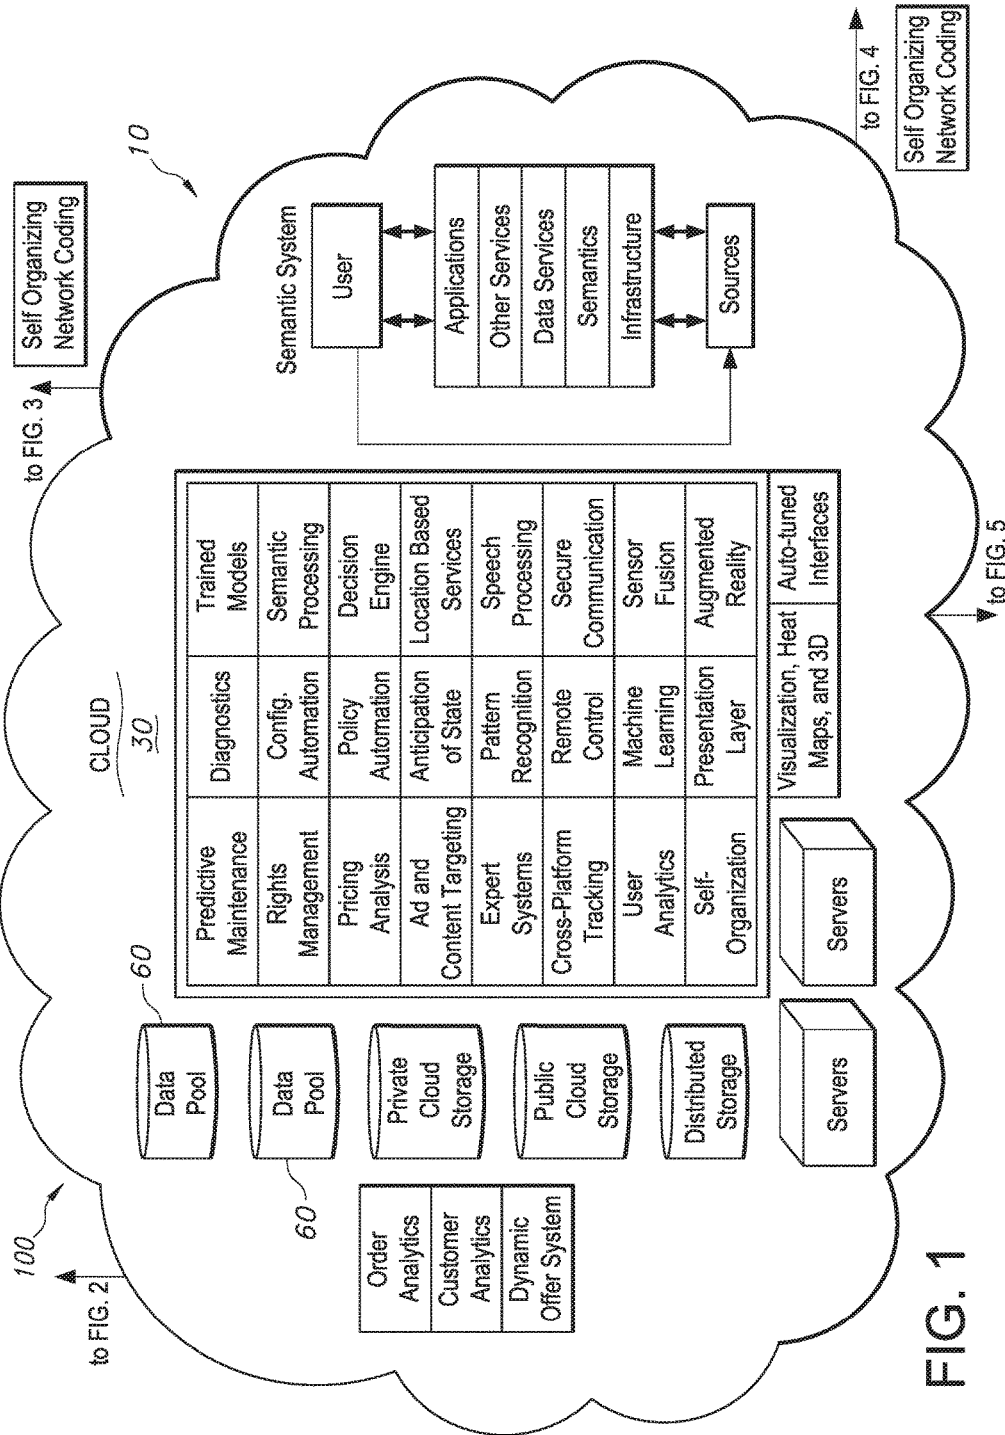 to FIG. 2
100
to FIG. 3
Self Organizing
Network Coding
10
CLOUD
30
60
Data
Pool
60
Data
Pool
Private
Cloud
Storage
Public
Cloud
Storage
Distributed
Storage
Servers
Servers
Order
Analytics
Customer
Analytics
Dynamic
Offer System
Predictive
Maintenance
Diagnostics
Trained
Models
Rights
Management
Config.
Automation
Semantic
Processing
Pricing
Analysis
Policy
Automation
Decision
Engine
Ad and
Content Targeting
Anticipation
of State
Location Based
Services
Expert
Systems
Pattern
Recognition
Speech
Processing
Cross-Platform
Tracking
Remote
Control
Secure
Communication
User
Analytics
Machine
Learning
Sensor
Fusion
Self-
Organization
Presentation
Layer
Augmented
Reality
Visualization, Heat
Maps, and 3D
Auto-tuned
Interfaces
Semantic System
User
Applications
Other Services
Data Services
Semantics
Infrastructure
Sources
to FIG. 4
Self Organizing
Network Coding
to FIG. 5
FIG. 1